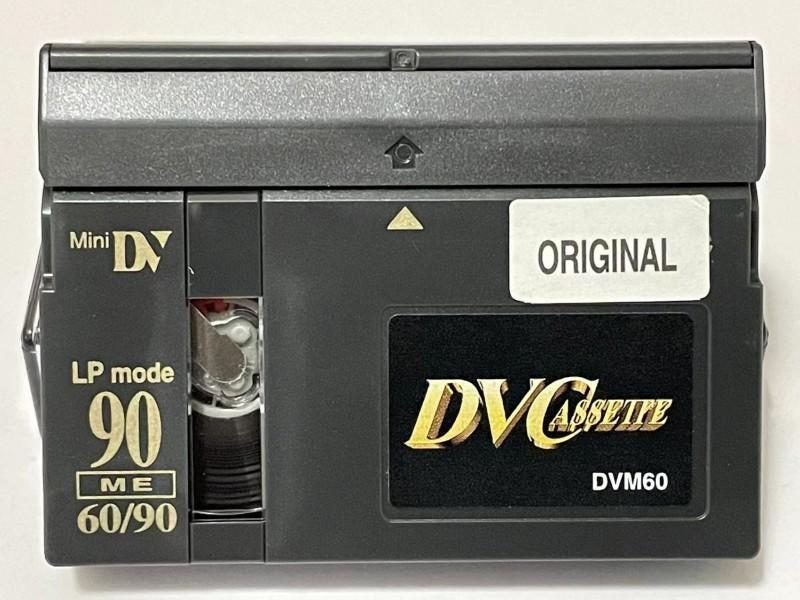 Mini DV
ORIGINAL
LP mode
90
ME
60/90
DVCASSETTE
DVM60